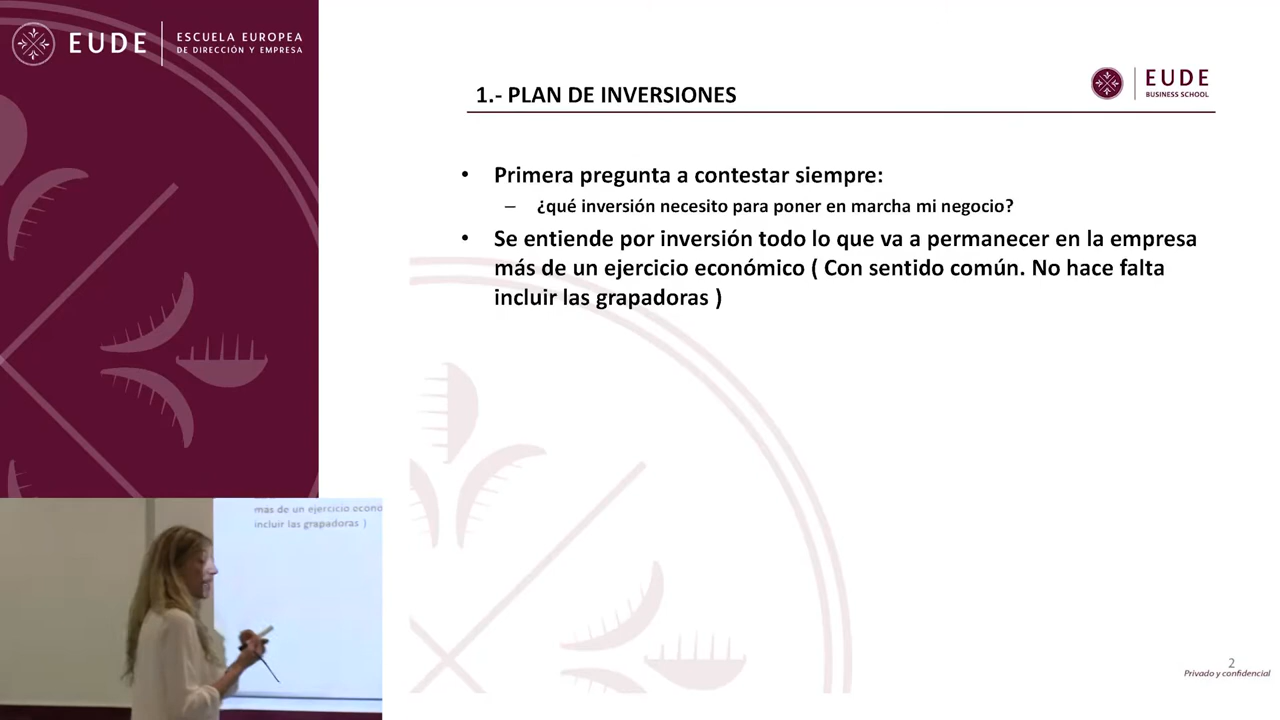 EUDE
ESCUELA EUROPEA
DE DIRECCIÓN Y EMPRESA
1.- PLAN DE INVERSIONES
EUDE
BUSINESS SCHOOL
• Primera pregunta a contestar siempre:
– ¿qué inversión necesito para poner en marcha mi negocio?
• Se entiende por inversión todo lo que va a permanecer en la empresa
más de un ejercicio económico ( Con sentido común. No hace falta
incluir las grapadoras )
más de un ejercicio econo
incluir las grapadoras )
2
Privado y confidencial